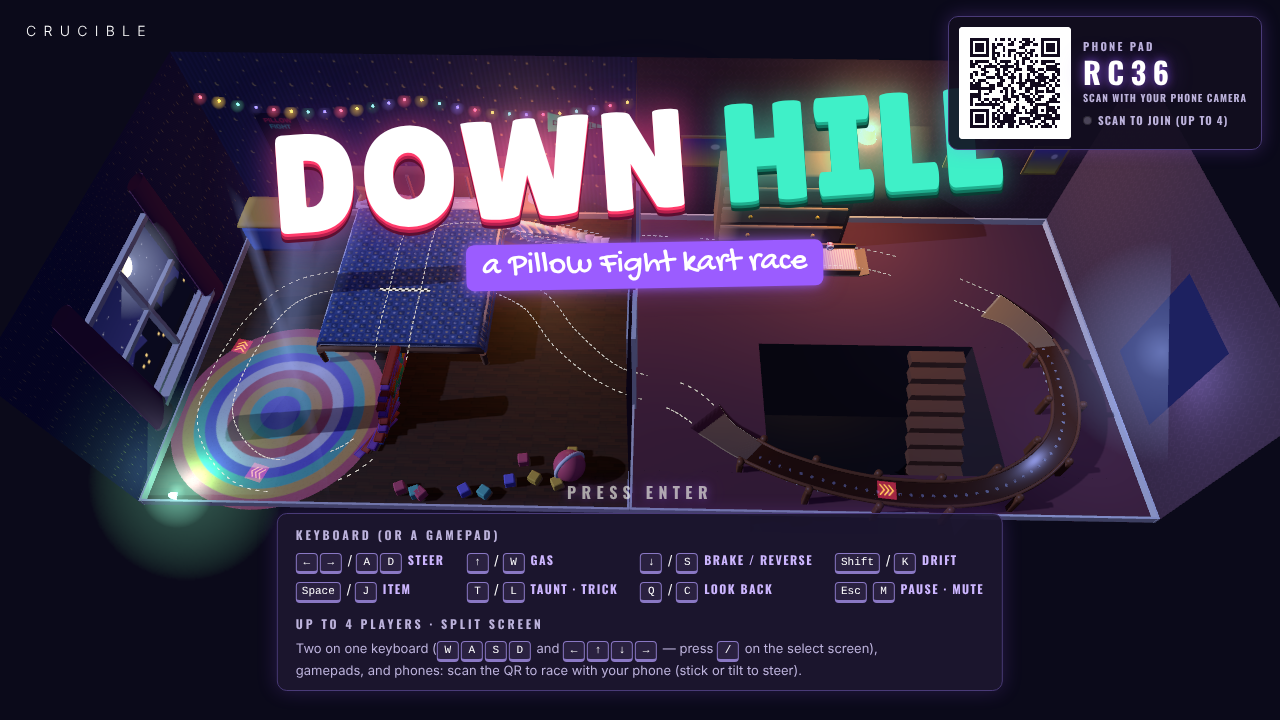 CRUCIBLE
PHONE PAD
RC36
SCAN WITH YOUR PHONE CAMERA
SCAN TO JOIN (UP TO 4)
DOWN HILL
a Pillow Fight kart race
PRESS ENTER
KEYBOARD (OR A GAMEPAD)
← → / A D STEER ↑ / W GAS ↓ / S BRAKE / REVERSE Shift / K DRIFT
Space / J ITEM T / L TAUNT · TRICK Q / C LOOK BACK Esc M PAUSE · MUTE
UP TO 4 PLAYERS · SPLIT SCREEN
Two on one keyboard (W A S D and ← ↑ ↓ → — press / on the select screen),
gamepads, and phones: scan the QR to race with your phone (stick or tilt to steer).